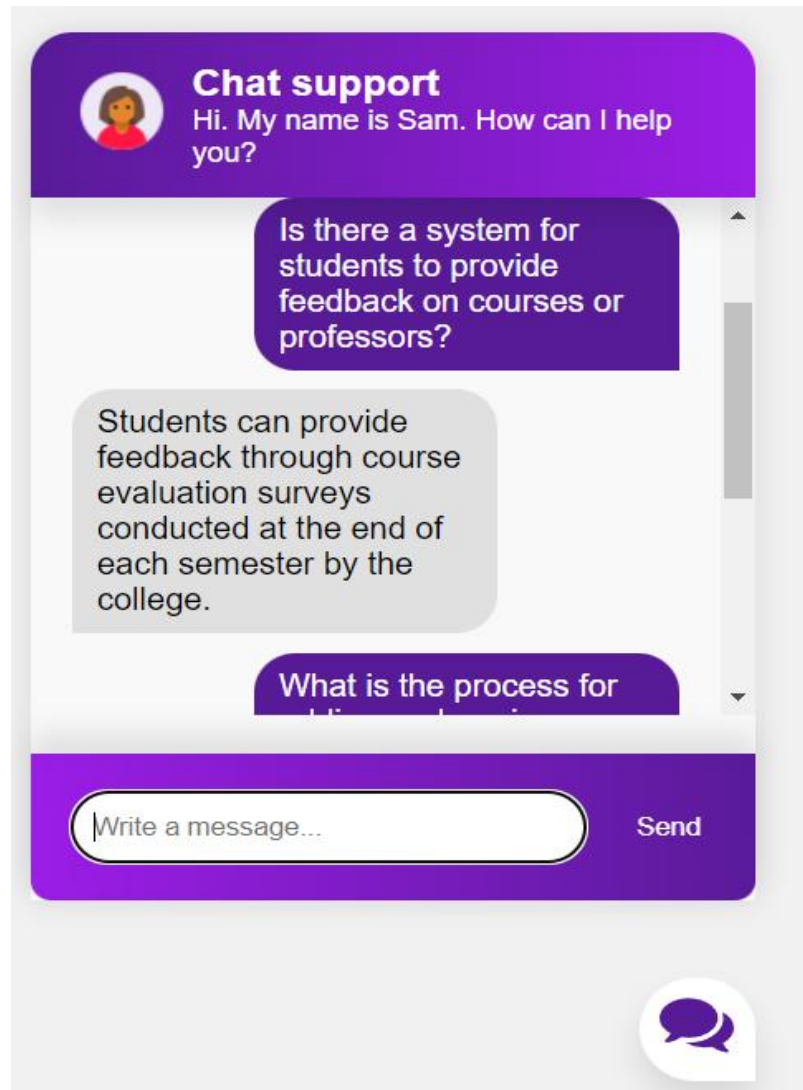 Chat support
Hi. My name is Sam. How can I help
you?
Is there a system for
students to provide
feedback on courses or
professors?
Students can provide
feedback through course
evaluation surveys
conducted at the end of
each semester by the
college.
What is the process for
Write a message...
Send